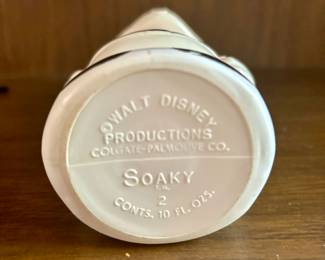 ©WALT DISNEY
PRODUCTIONS
COLGATE-PALMOLIVE CO.
SOAKY
T.M.
2
CONTS. 10 FL. OZS.